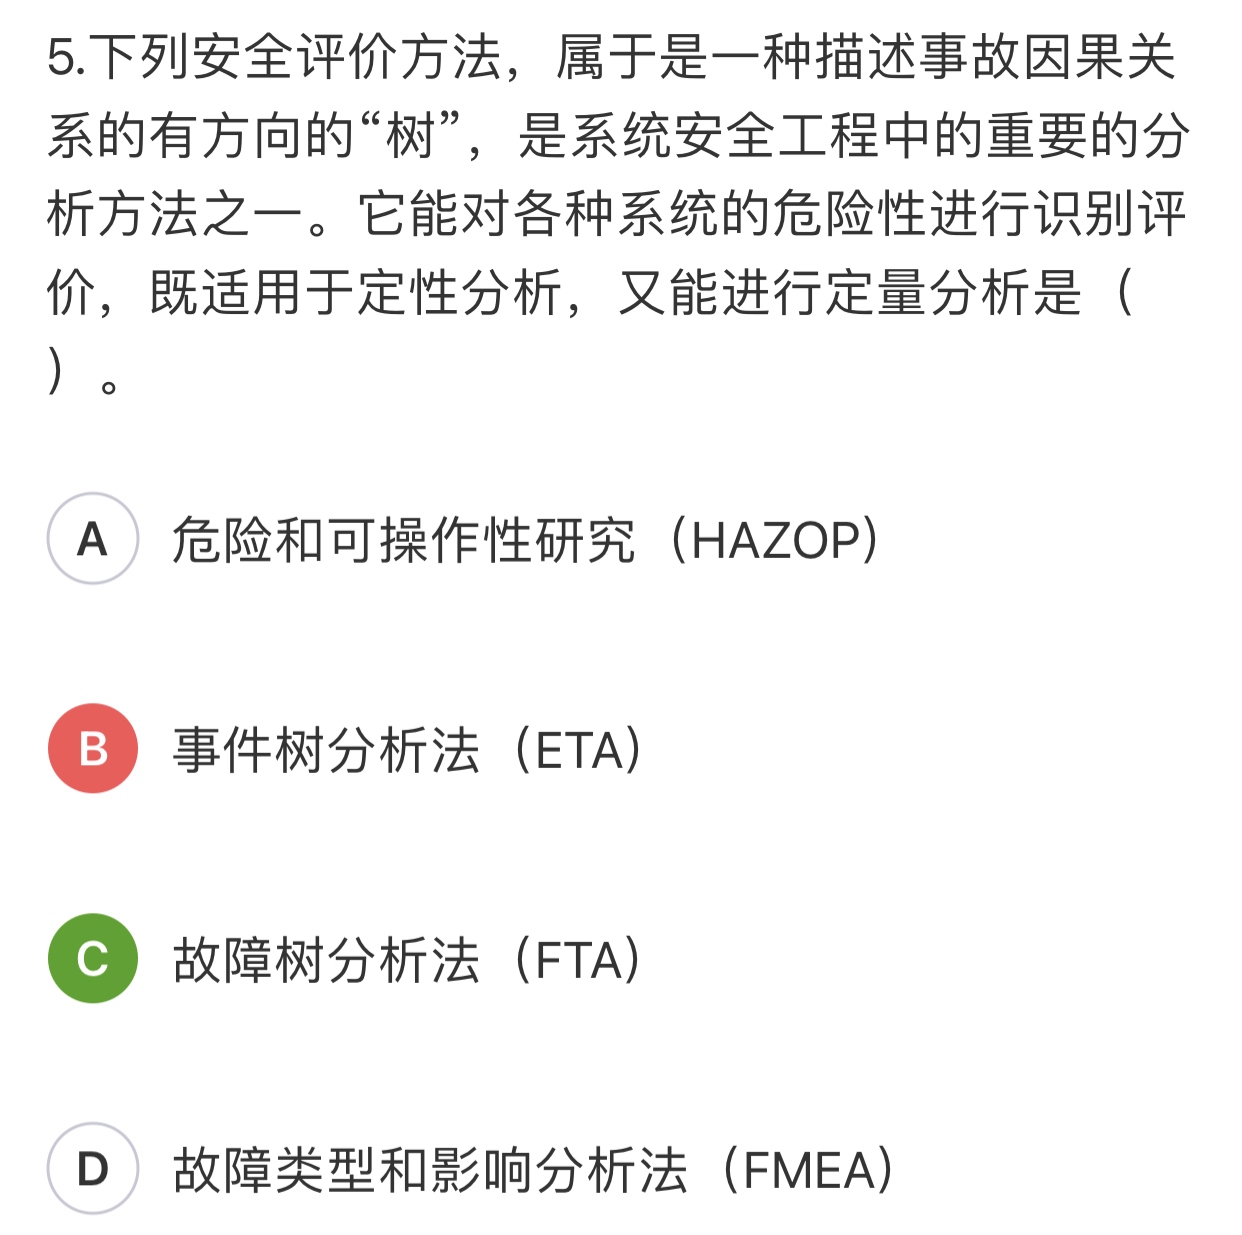 5.下列安全评价方法，属于是一种描述事故因果关
系的有方向的“树”，是系统安全工程中的重要的分
析方法之一。它能对各种系统的危险性进行识别评
价，既适用于定性分析，又能进行定量分析是（
）。
A 危险和可操作性研究（HAZOP）
B 事件树分析法（ETA）
C 故障树分析法（FTA）
D 故障类型和影响分析法（FMEA）